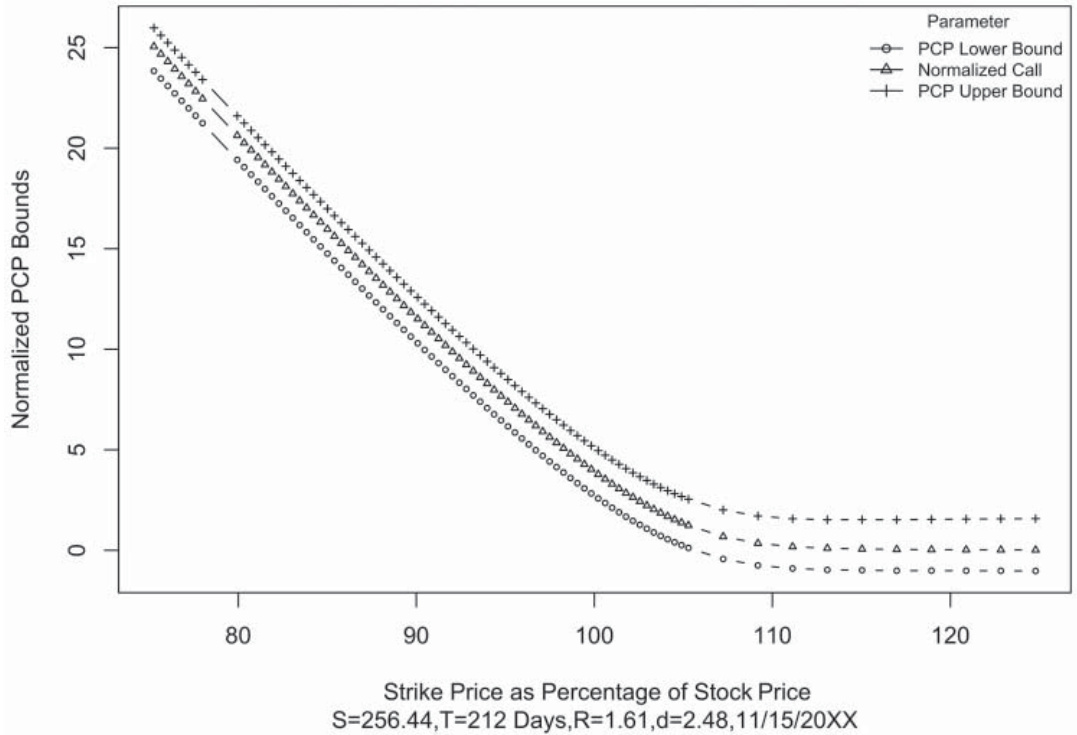 Parameter
PCP Lower Bound
Normalized Call
PCP Upper Bound
Normalized PCP Bounds
25
20
15
10
5
0
80 90 100 110 120
Strike Price as Percentage of Stock Price
S=256.44,T=212 Days,R=1.61,d=2.48,11/15/20XX